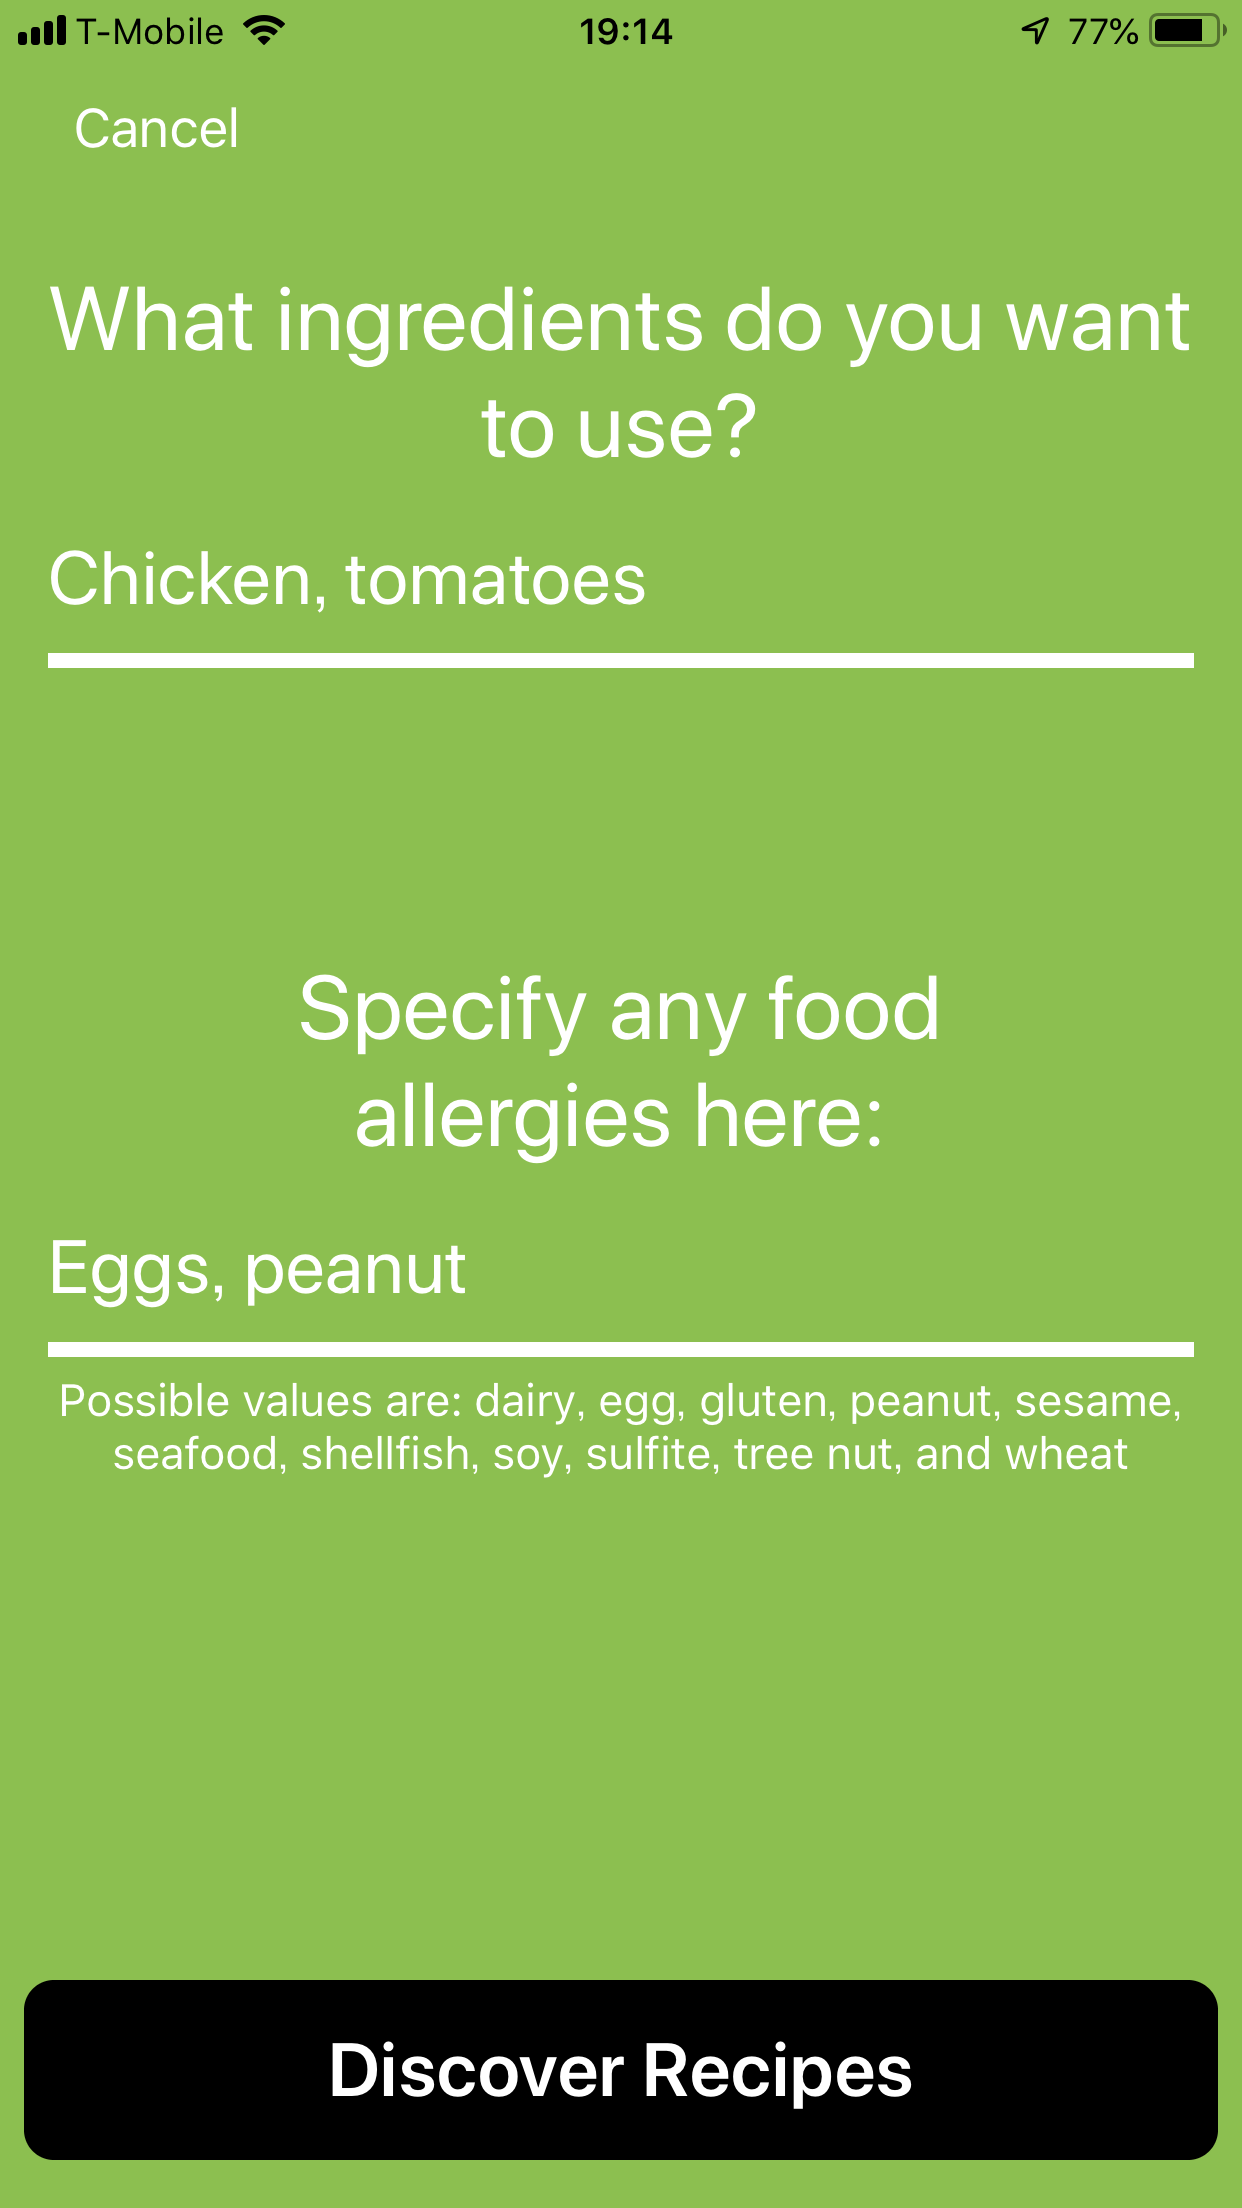 T-Mobile 19:14 77%
Cancel
What ingredients do you want
to use?
Chicken, tomatoes
Specify any food
allergies here:
Eggs, peanut
Possible values are: dairy, egg, gluten, peanut, sesame,
seafood, shellfish, soy, sulfite, tree nut, and wheat
Discover Recipes